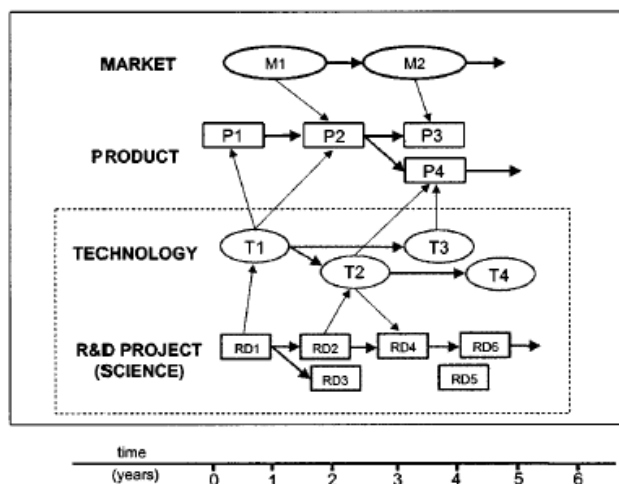 MARKET
M1
M2
PRODUCT
P1
P2
P3
P4
TECHNOLOGY
T1
T2
T3
T4
R&D PROJECT
(SCIENCE)
RD1
RD2
RD4
RD6
RD3
RD5
time
(years)
0 1 2 3 4 5 6